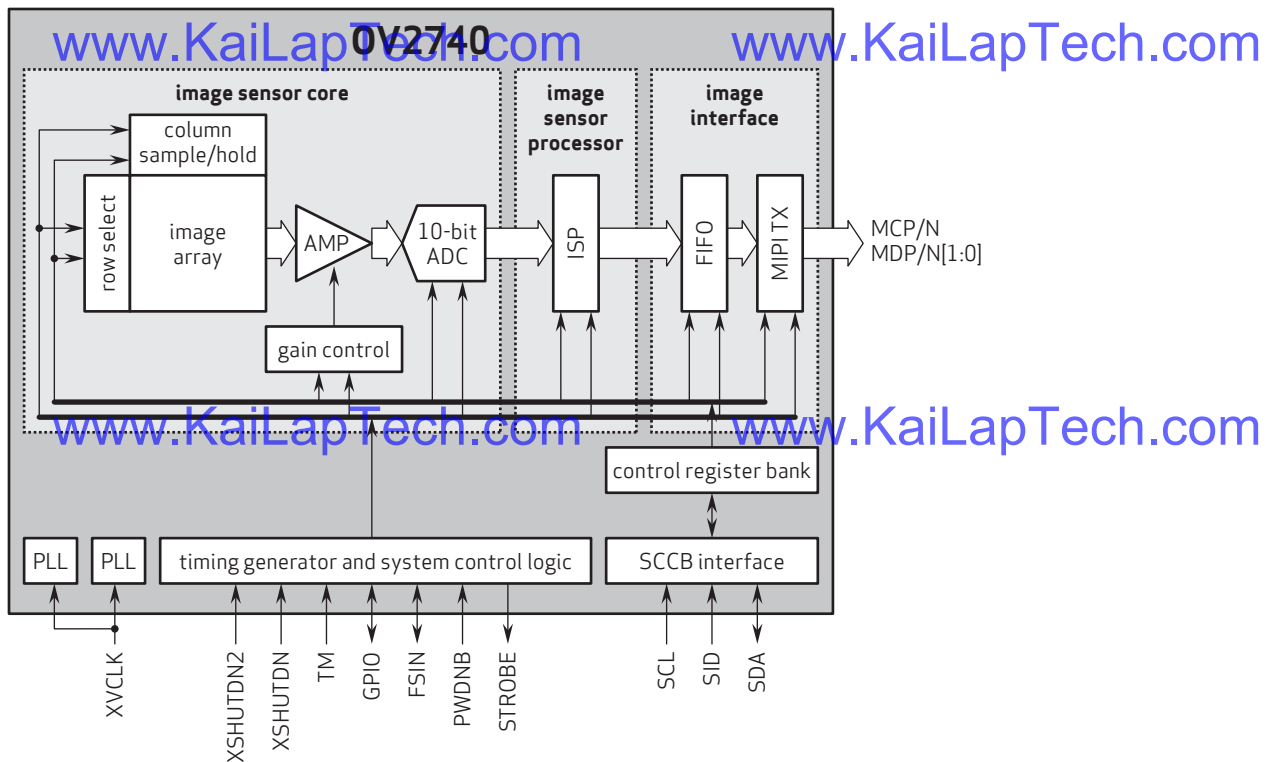 OV2740
www.KaiLapTech.com
www.KaiLapTech.com
image sensor core
image
sensor
processor
image
interface
column
sample/hold
row select
image
array
AMP
10-bit
ADC
ISP
FIFO
MIPI TX
MCP/N
MDP/N[1:0]
gain control
www.KaiLapTech.com
www.KaiLapTech.com
control register bank
PLL
PLL
timing generator and system control logic
SCCB interface
XVCLK
XSHUTDN2
XSHUTDN
TM
GPIO
FSIN
PWDNB
STROBE
SCL
SID
SDA